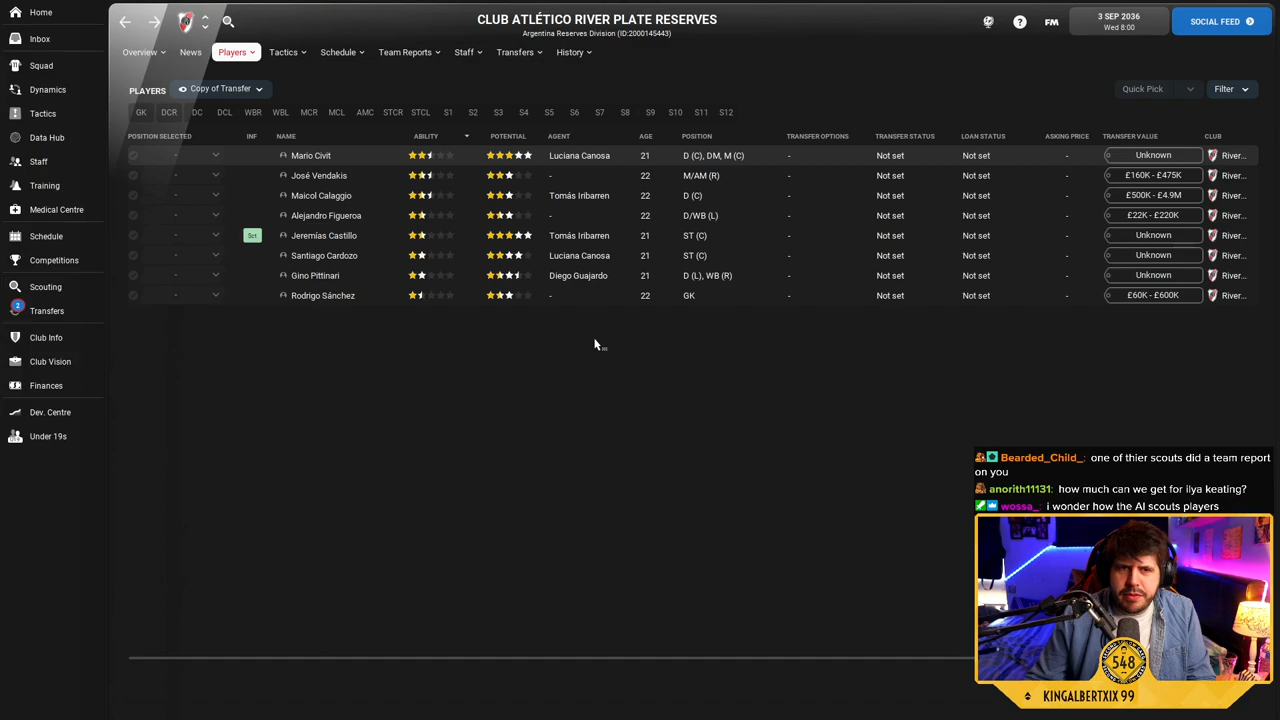 Home
CLUB ATLÉTICO RIVER PLATE RESERVES
Argentina Reserves Division (ID:2000145443)
FM
3 SEP 2036
Wed 8:00
SOCIAL FEED
Inbox
Overview
News
Players
Tactics
Schedule
Team Reports
Staff
Transfers
History
Squad
Dynamics
Tactics
Data Hub
Staff
Training
Medical Centre
Schedule
Competitions
Scouting
2
Transfers
Club Info
Club Vision
Finances
Dev. Centre
Under 19s
PLAYERS Copy of Transfer Quick Pick Filter
GK DCR DC DCL WBR WBL MCR MCL AMC STCR STCL S1 S2 S3 S4 S5 S6 S7 S8 S9 S10 S11 S12
POSITION SELECTED INF NAME ABILITY POTENTIAL AGENT AGE POSITION TRANSFER OPTIONS TRANSFER STATUS LOAN STATUS ASKING PRICE TRANSFER VALUE CLUB
- Mario Civit Luciana Canosa 21 D (C), DM, M (C) - Not set Not set - Unknown River...
- José Vendakis - 22 M/AM (R) - Not set Not set - £160K - £475K River...
- Maicol Calaggio Tomás Iribarren 22 D (C) - Not set Not set - £500K - £4.9M River...
- Alejandro Figueroa - 22 D/WB (L) - Not set Not set - £22K - £220K River...
- Sct Jeremías Castillo Tomás Iribarren 21 ST (C) - Not set Not set - Unknown River...
- Santiago Cardozo Luciana Canosa 21 ST (C) - Not set Not set - Unknown River...
- Gino Pittinari Diego Guajardo 21 D (L), WB (R) - Not set Not set - Unknown River...
- Rodrigo Sánchez - 22 GK - Not set Not set - £60K - £600K River...
Bearded_Child_: one of thier scouts did a team report
on you
anorith11131: how much can we get for ilya keating?
wossa_: i wonder how the AI scouts players
548
KINGALBERTXIX 99